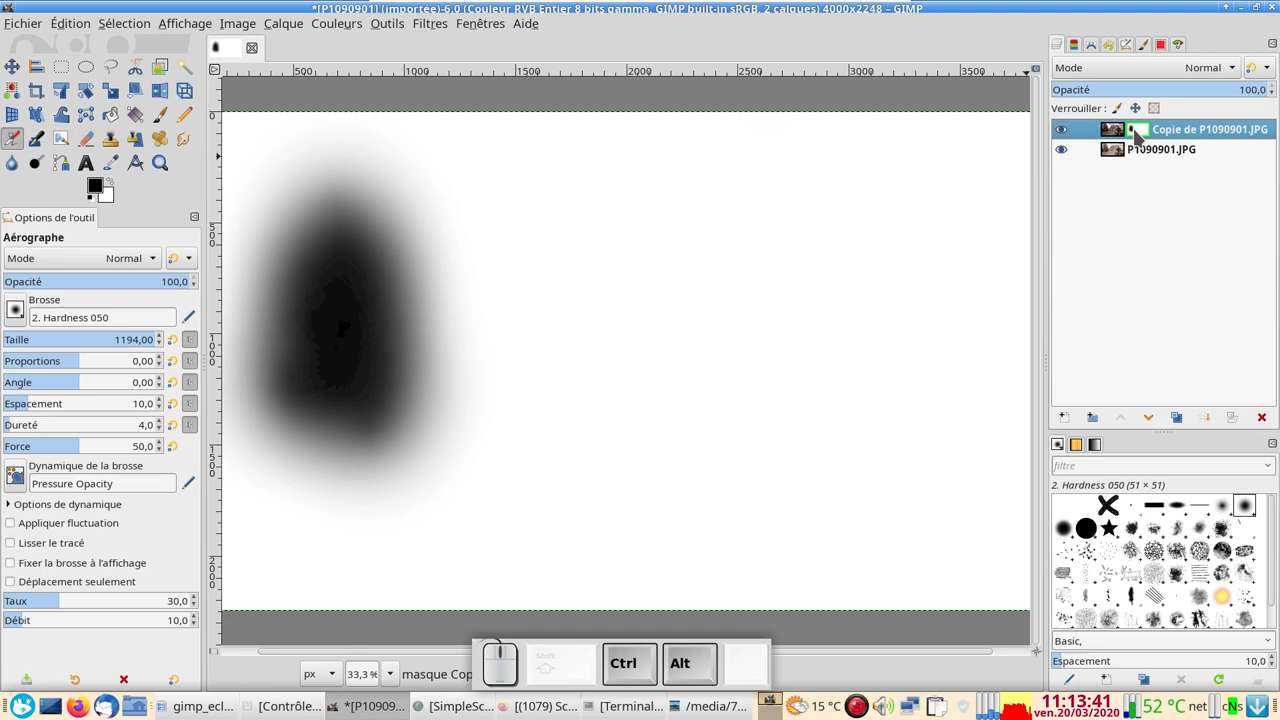 *[P1090901] (importée)-6.0 (Couleur RVB Entier 8 bits gamma, GIMP built-in sRGB, 2 calques) 4000x2248 – GIMP
Fichier Édition Sélection Affichage Image Calque Couleurs Outils Filtres Fenêtres Aide
500 1000 1500 2000 2500 3000 3500
Mode Normal
Opacité 100,0
Verrouiller :
Copie de P1090901.JPG
P1090901.JPG
0
500
1000
1500
2000
Options de l'outil
Aérographe
Mode Normal
Opacité 100,0
Brosse
2. Hardness 050
Taille 1194,00
Proportions 0,00
Angle 0,00
Espacement 10,0
Dureté 4,0
Force 50,0
Dynamique de la brosse
Pressure Opacity
Options de dynamique
Appliquer fluctuation
Lisser le tracé
Fixer la brosse à l'affichage
Déplacement seulement
Taux 30,0
Débit 10,0
filtre
2. Hardness 050 (51 × 51)
Basic,
Espacement 10,0
px 33,3 % masque Cop
Shift Ctrl Alt
gimp_ecl… [Contrôle… *[P10909… [SimpleSc… [(1079) Sc… [Terminal… /media/7… 15 °C 11:13:41 ven.20/03/2020 52 °C net cNs